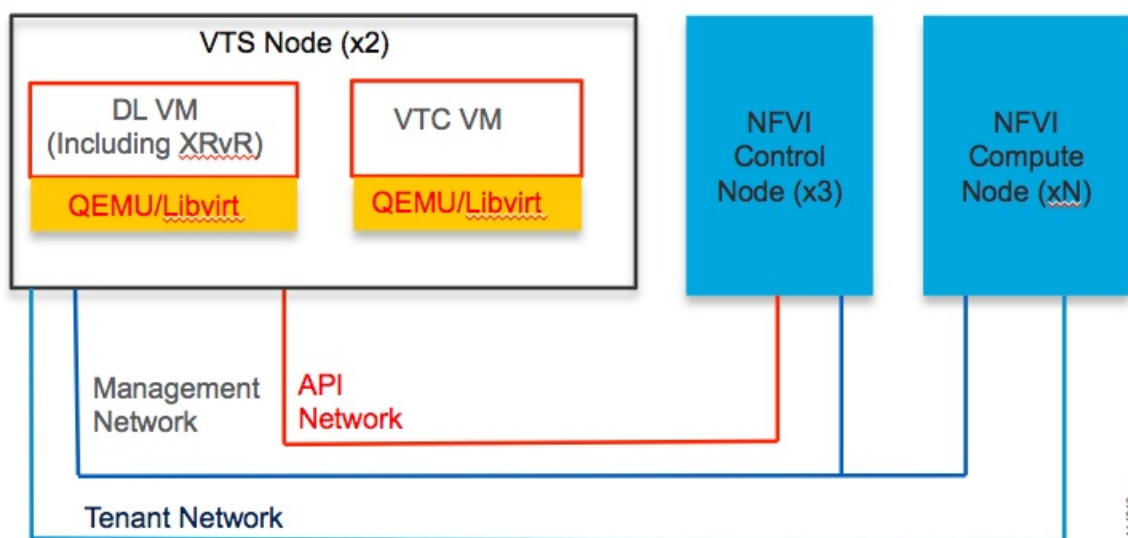 VTS Node (x2)
DL VM
(Including XRvR)
QEMU/Libvirt
VTC VM
QEMU/Libvirt
NFVI
Control
Node (x3)
NFVI
Compute
Node (xN)
Management
Network
API
Network
Tenant Network